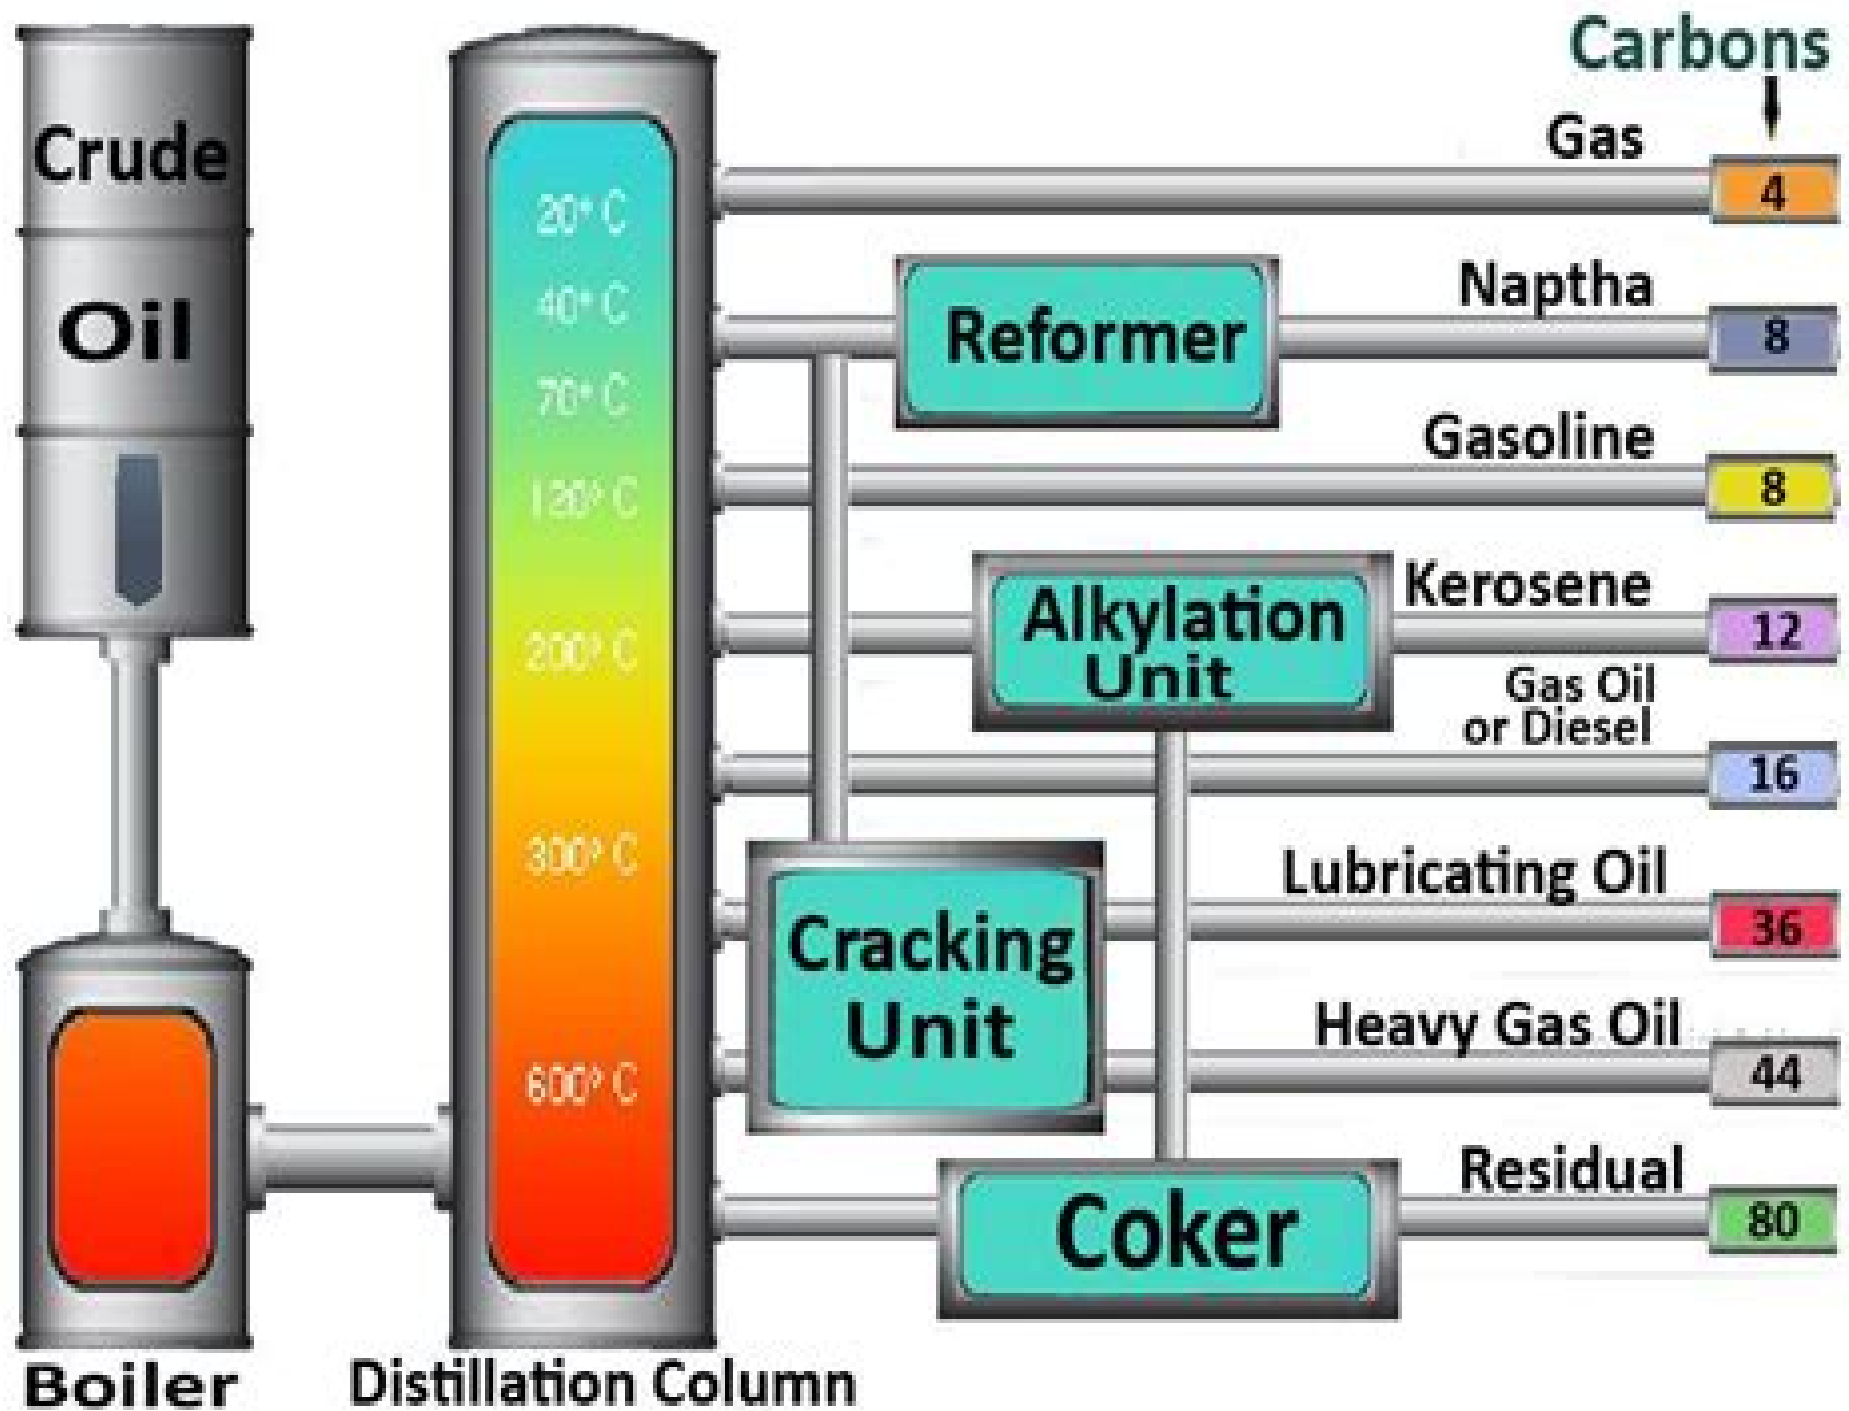 Carbons
Crude
Oil
Boiler
20° C
40° C
70° C
120° C
200° C
300° C
600° C
Distillation Column
Gas
4
Reformer
Naptha
8
Gasoline
8
Alkylation
Unit
Kerosene
12
Gas Oil
or Diesel
16
Cracking
Unit
Lubricating Oil
36
Heavy Gas Oil
44
Coker
Residual
80